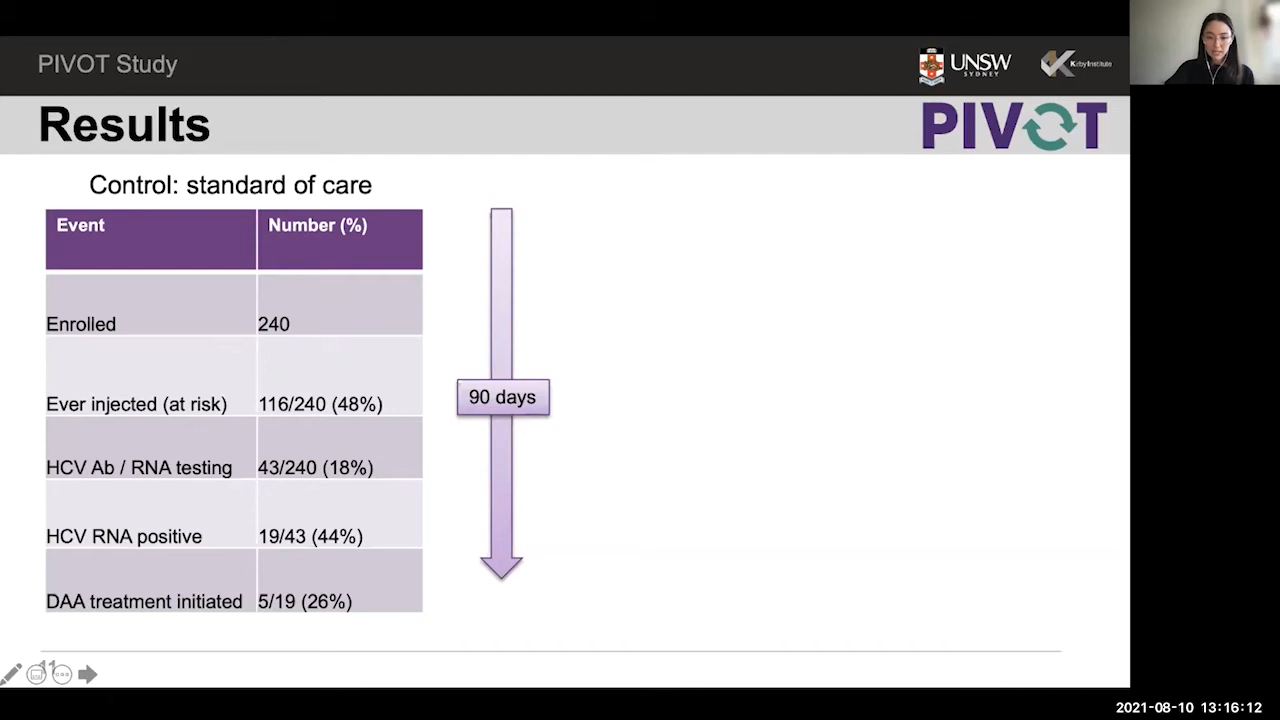 PIVOT Study
UNSW
SYDNEY
Kirby Institute
Results
PIVOT
Control: standard of care
Event Number (%)
Enrolled 240
Ever injected (at risk) 116/240 (48%)
HCV Ab / RNA testing 43/240 (18%)
HCV RNA positive 19/43 (44%)
DAA treatment initiated 5/19 (26%)
90 days
11
2021-08-10 13:16:12